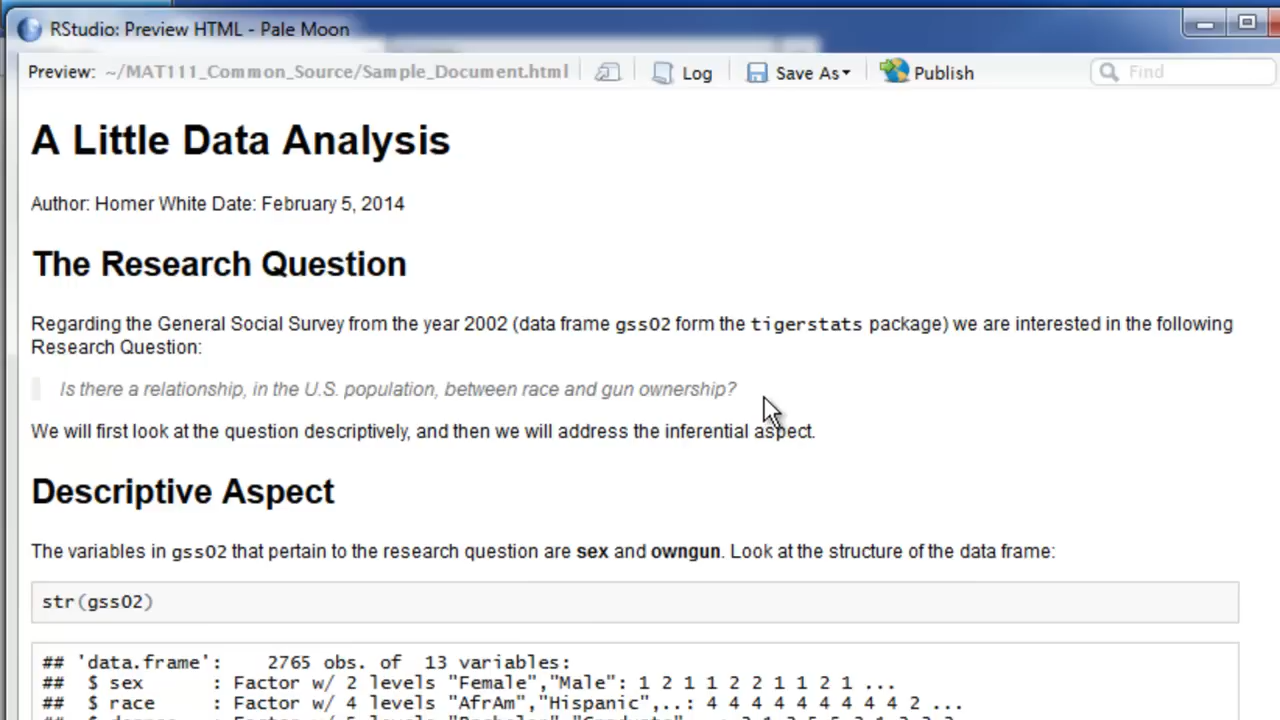 RStudio: Preview HTML - Pale Moon
Preview: ~/MAT111_Common_Source/Sample_Document.html Log Save As Publish Find
A Little Data Analysis
Author: Homer White Date: February 5, 2014
The Research Question
Regarding the General Social Survey from the year 2002 (data frame gss02 form the tigerstats package) we are interested in the following
Research Question:
Is there a relationship, in the U.S. population, between race and gun ownership?
We will first look at the question descriptively, and then we will address the inferential aspect.
Descriptive Aspect
The variables in gss02 that pertain to the research question are sex and owngun. Look at the structure of the data frame:
str(gss02)
## 'data.frame': 2765 obs. of 13 variables:
## $ sex : Factor w/ 2 levels "Female","Male": 1 2 1 1 2 2 1 1 2 1 ...
## $ race : Factor w/ 4 levels "AfrAm","Hispanic",..: 4 4 4 4 4 4 4 4 4 2 ...